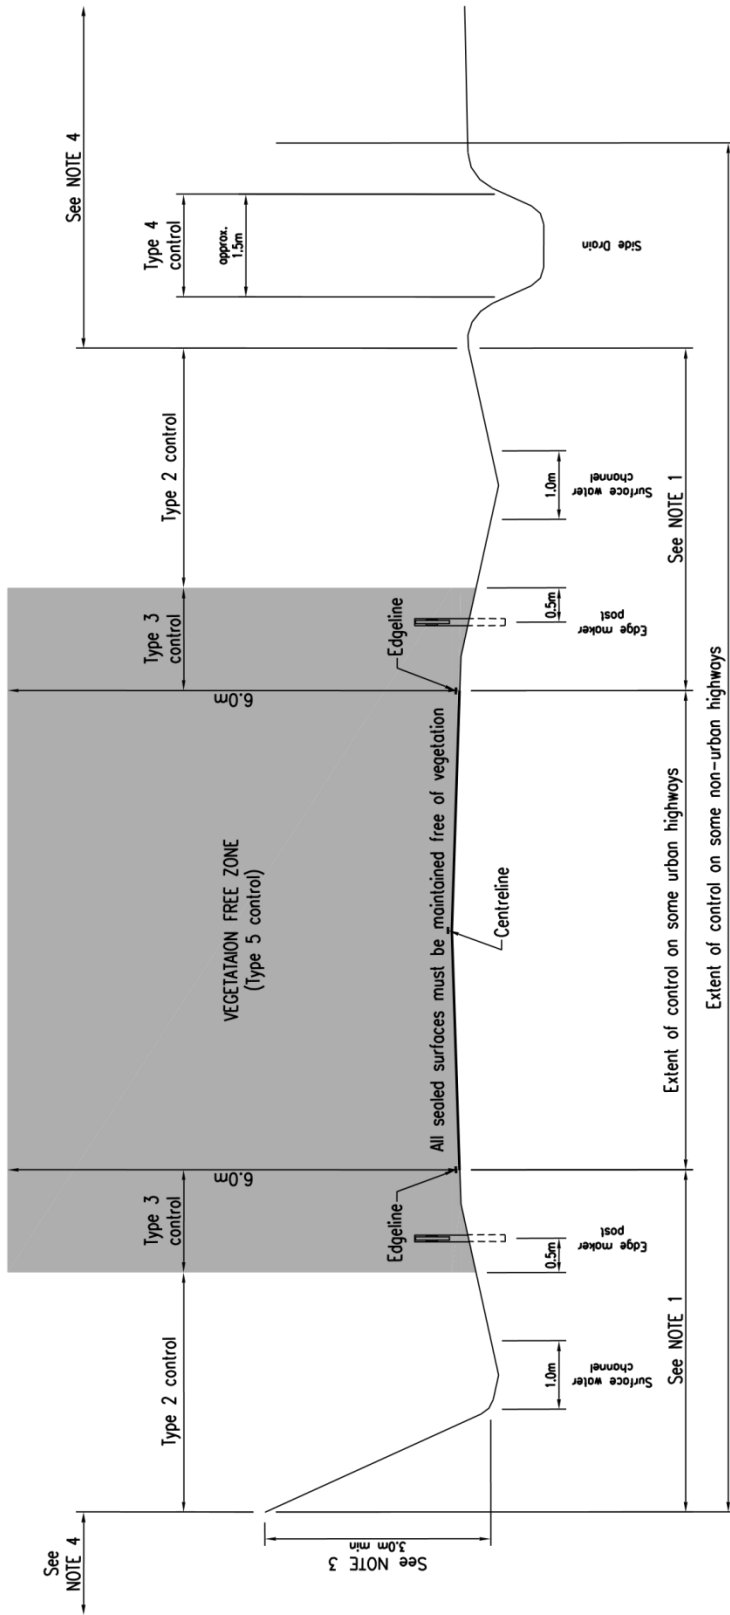 See
NOTE 4
See NOTE 4
Type 2 control
Type 3
control
Type 3
control
Type 2 control
Type 4
control
approx.
1.5m
6.0m
6.0m
VEGETATAION FREE ZONE
(Type 5 control)
Edgeline
All sealed surfaces must be maintained free of vegetation
Edgeline
Centreline
See NOTE 3
3.0m min
1.0m
Surface water
channel
0.5m
Edge maker
post
0.5m
Edge maker
post
1.0m
Surface water
channel
Side Drain
See NOTE 1
Extent of control on some urban highways
See NOTE 1
Extent of control on some non-urban highways